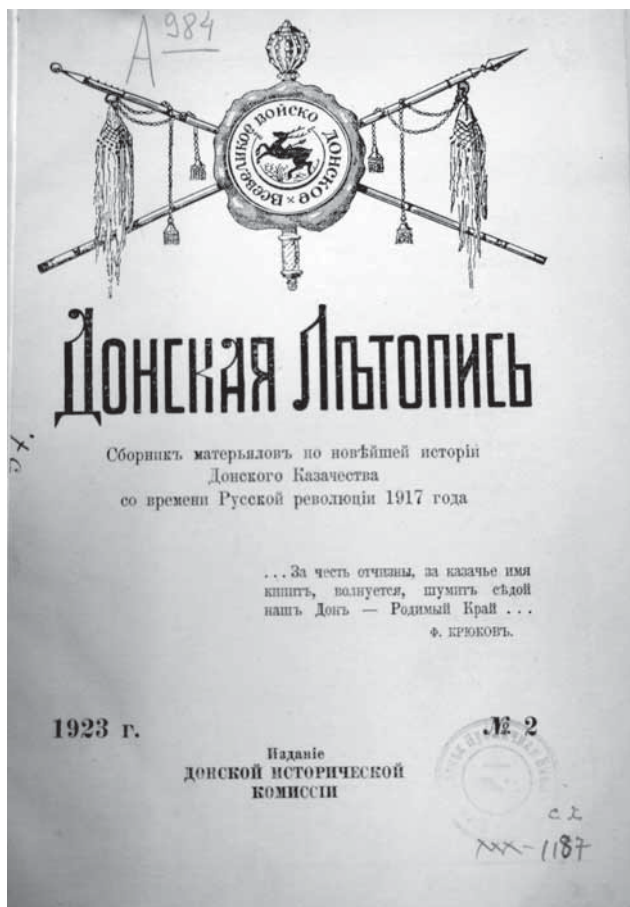 А 984
Всевеликое Войско Донское
Донская Лѣтопись
Сборникъ матерьяловъ по новѣйшей исторіи
Донского Казачества
со времени Русской революціи 1917 года
...За честь отчизны, за казачье имя
кипитъ, волнуется, шумитъ сѣдой
нашъ Донъ — Родимый Край ...
Ф. КРЮКОВЪ.
1923 г.
№ 2
Изданіе
ДОНСКОЙ ИСТОРИЧЕСКОЙ
КОМИССІИ
XXX-1187